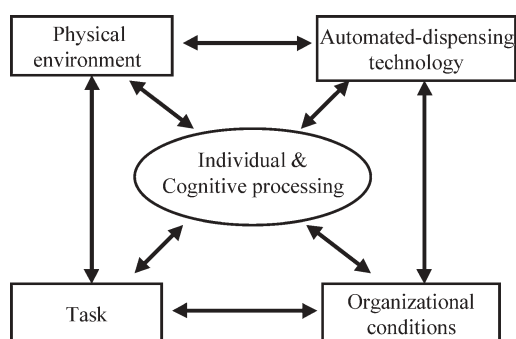 Physical
environment
Automated-dispensing
technology
Individual &
Cognitive processing
Task
Organizational
conditions